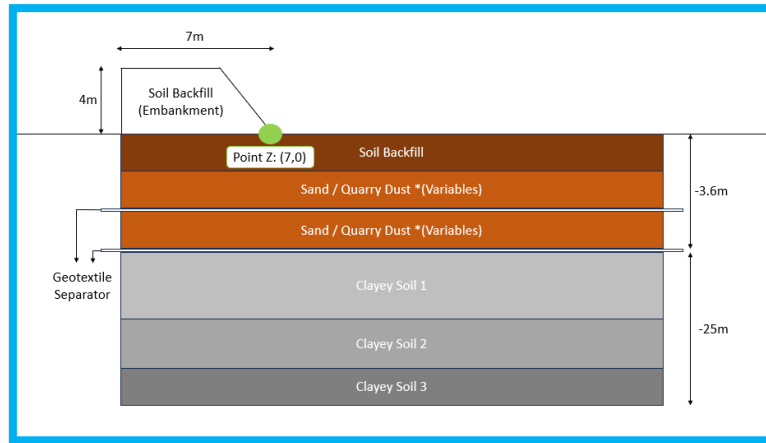 7m
4m
Soil Backfill
(Embankment)
Point Z: (7,0)
Soil Backfill
Sand / Quarry Dust *(Variables)
-3.6m
Sand / Quarry Dust *(Variables)
Geotextile
Separator
Clayey Soil 1
-25m
Clayey Soil 2
Clayey Soil 3